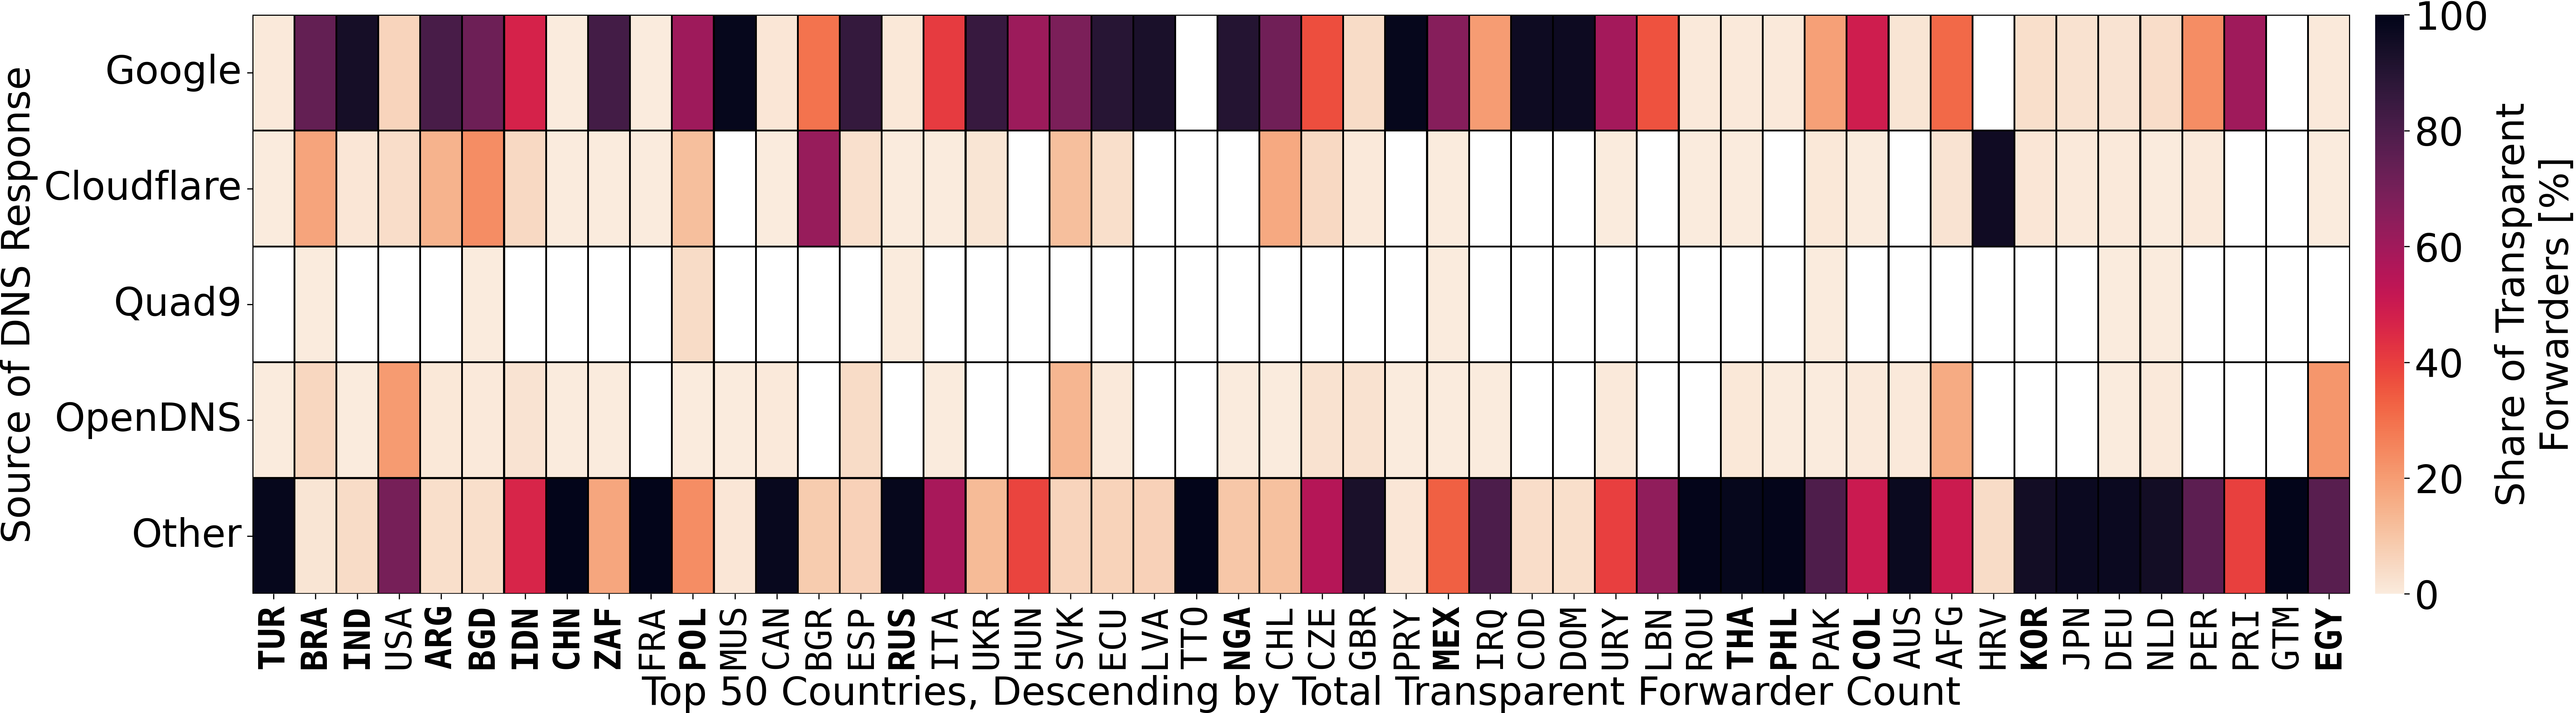 Source of DNS Response
Google
Cloudflare
Quad9
OpenDNS
Other
TUR BRA IND USA ARG BGD IDN CHN ZAF FRA POL MUS CAN BGR ESP RUS ITA UKR HUN SVK ECU LVA TTO NGA CHL CZE GBR PRY MEX IRQ COD DOM URY LBN ROU THA PHL PAK COL AUS AFG HRV KOR JPN DEU NLD PER PRI GTM EGY
Top 50 Countries, Descending by Total Transparent Forwarder Count
100
80
60
40
20
0
Share of Transparent
Forwarders [%]